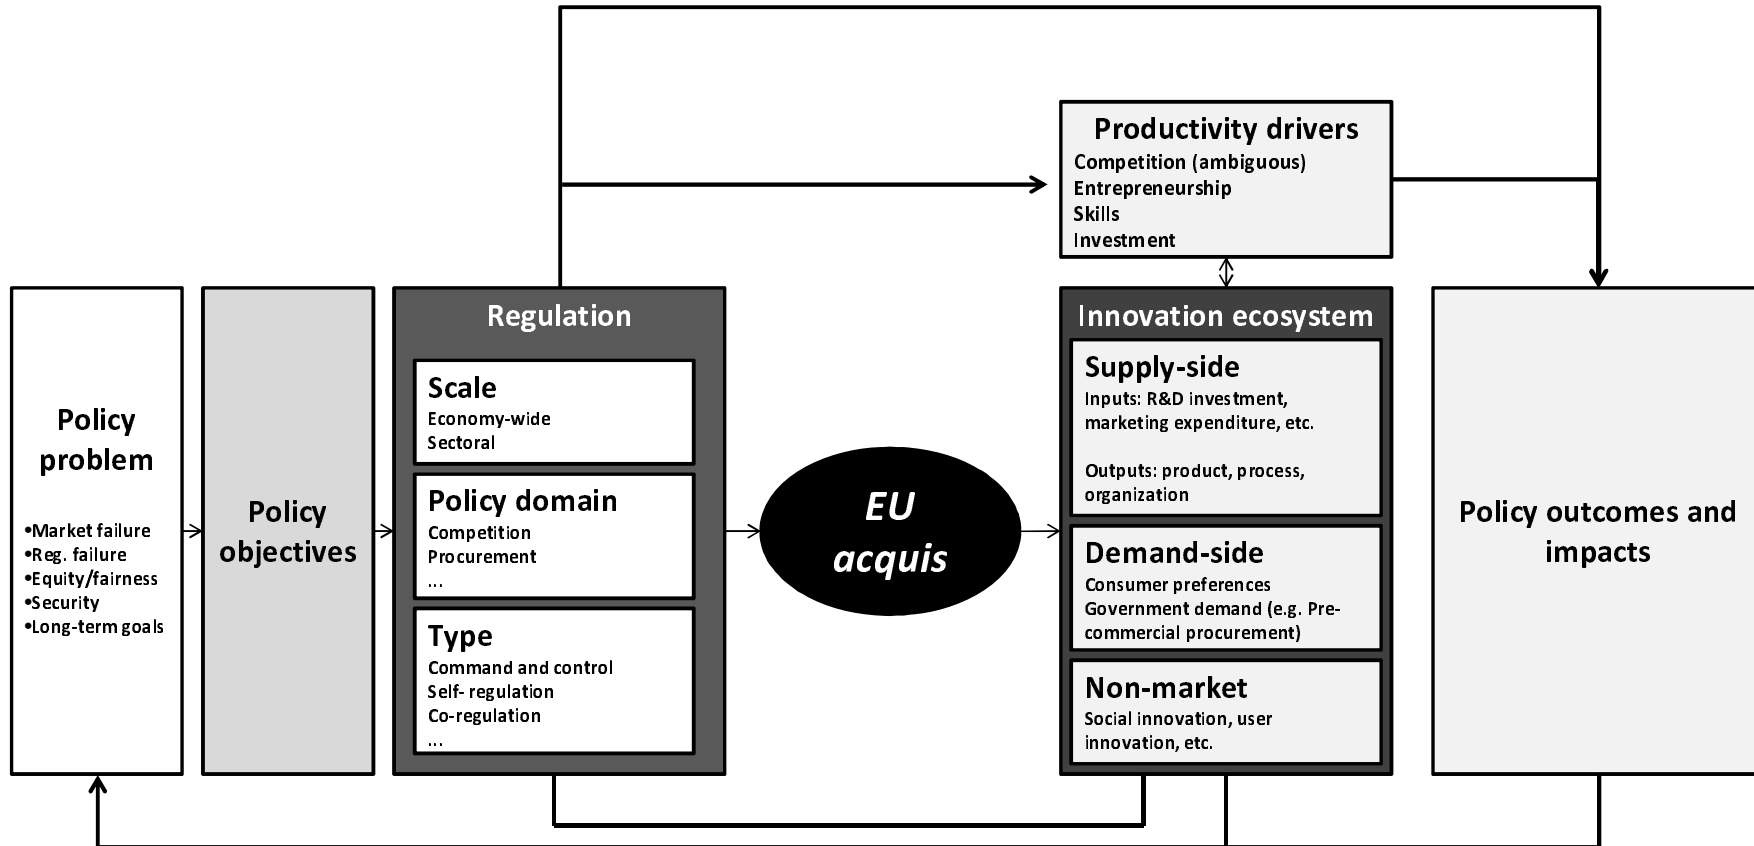 Productivity drivers
Competition (ambiguous)
Entrepreneurship
Skills
Investment
Policy
problem
•Market failure
•Reg. failure
•Equity/fairness
•Security
•Long-term goals
Policy
objectives
Regulation
Scale
Economy-wide
Sectoral
Policy domain
Competition
Procurement
...
Type
Command and control
Self- regulation
Co-regulation
...
EU
acquis
Innovation ecosystem
Supply-side
Inputs: R&D investment,
marketing expenditure, etc.
Outputs: product, process,
organization
Demand-side
Consumer preferences
Government demand (e.g. Pre-
commercial procurement)
Non-market
Social innovation, user
innovation, etc.
Policy outcomes and
impacts